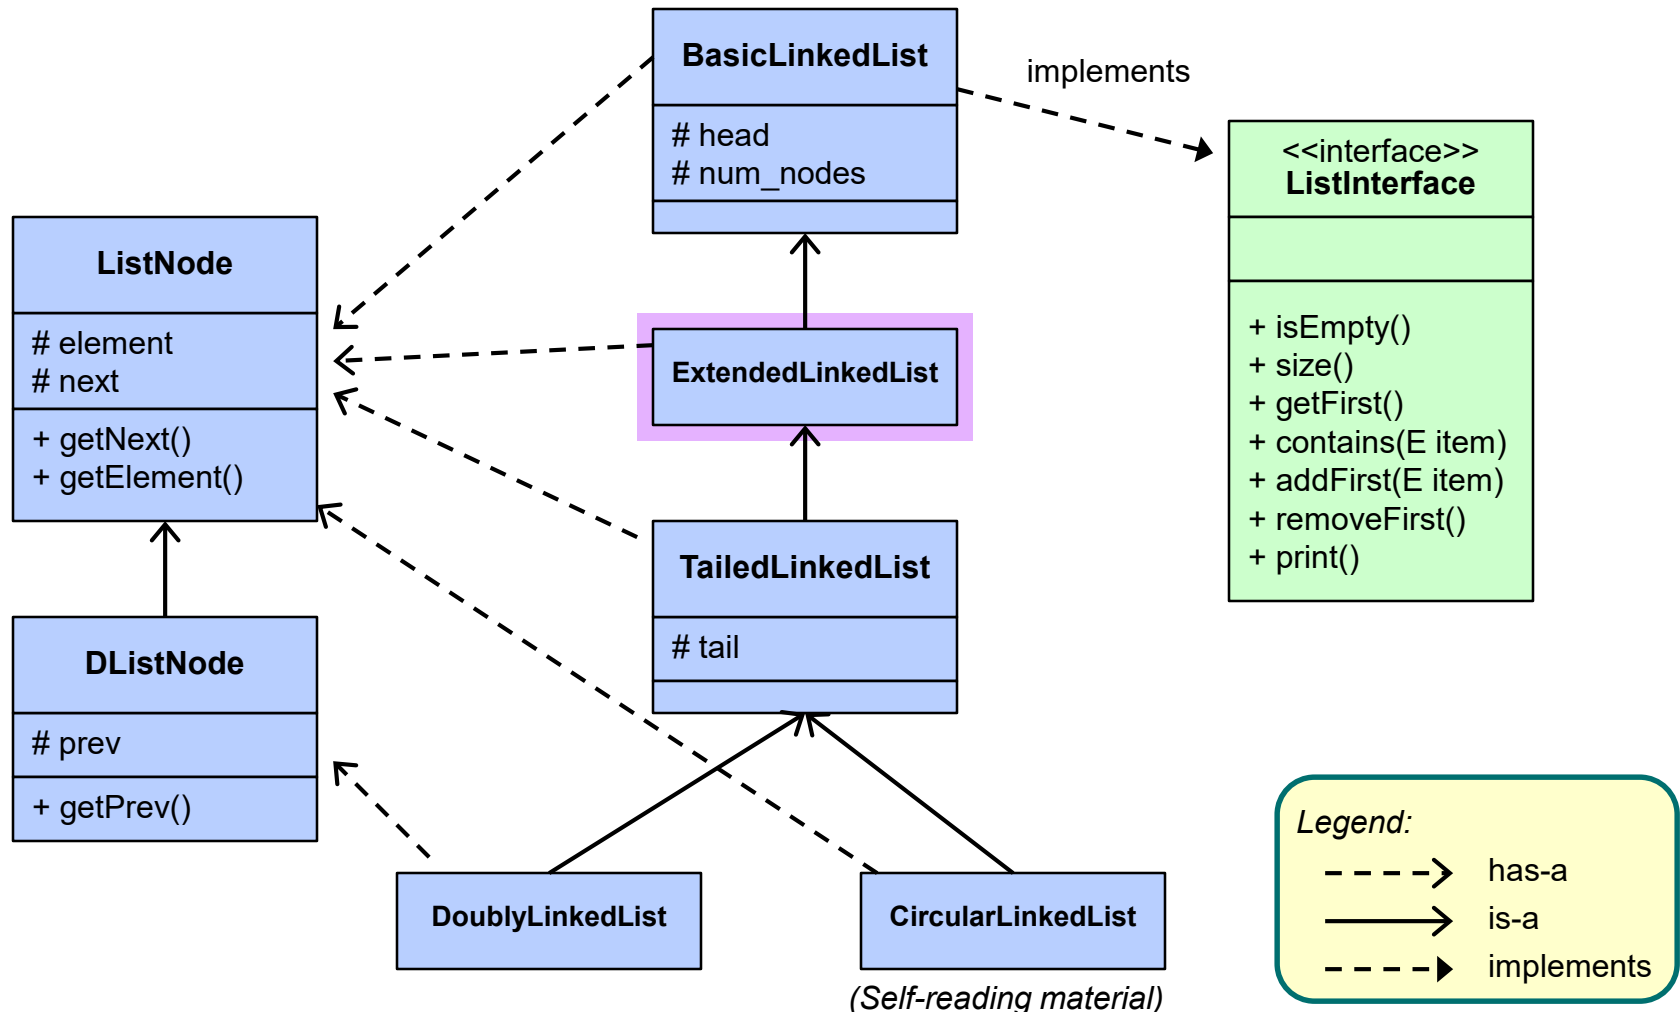 BasicLinkedList
# head
# num_nodes
implements
<<interface>>
ListInterface
+ isEmpty()
+ size()
+ getFirst()
+ contains(E item)
+ addFirst(E item)
+ removeFirst()
+ print()
ListNode
# element
# next
+ getNext()
+ getElement()
ExtendedLinkedList
TailedLinkedList
# tail
DListNode
# prev
+ getPrev()
DoublyLinkedList
CircularLinkedList
(Self-reading material)
Legend:
has-a
is-a
implements